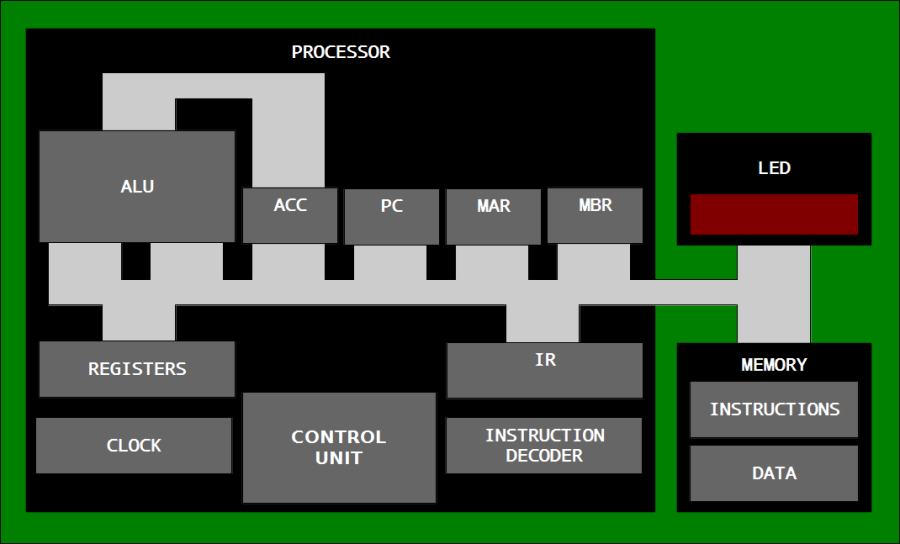 PROCESSOR
ALU
ACC
PC
MAR
MBR
LED
REGISTERS
IR
MEMORY
INSTRUCTIONS
CLOCK
CONTROL
UNIT
INSTRUCTION
DECODER
DATA